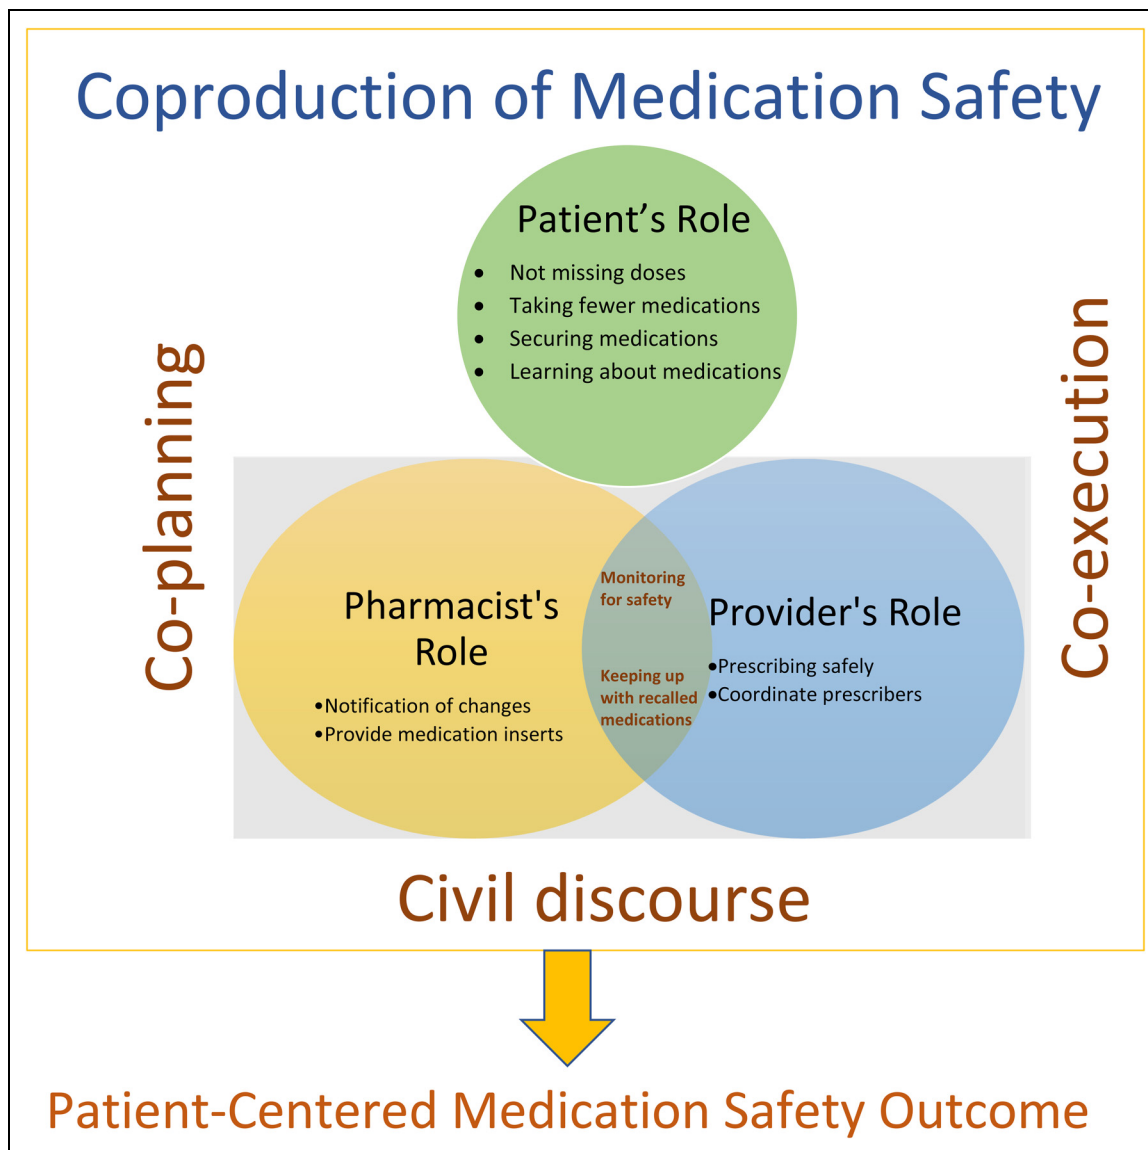 Coproduction of Medication Safety
Patient’s Role
• Not missing doses
• Taking fewer medications
• Securing medications
• Learning about medications
Co-planning
Co-execution
Pharmacist's
Role
•Notification of changes
•Provide medication inserts
Monitoring
for safety
Keeping up
with recalled
medications
Provider's Role
•Prescribing safely
•Coordinate prescribers
Civil discourse
Patient-Centered Medication Safety Outcome